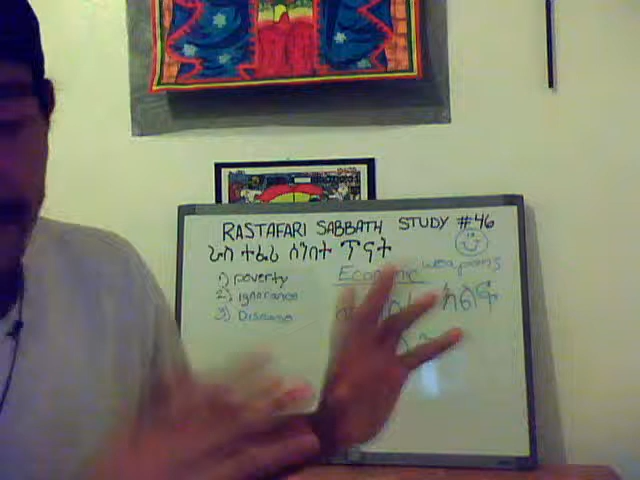 RASTAFARI SABBATH STUDY #46
ራስ ተፈሪ ሰንበት ጥናት
Economic weapons
1) poverty
2) ignorance
3) Disease